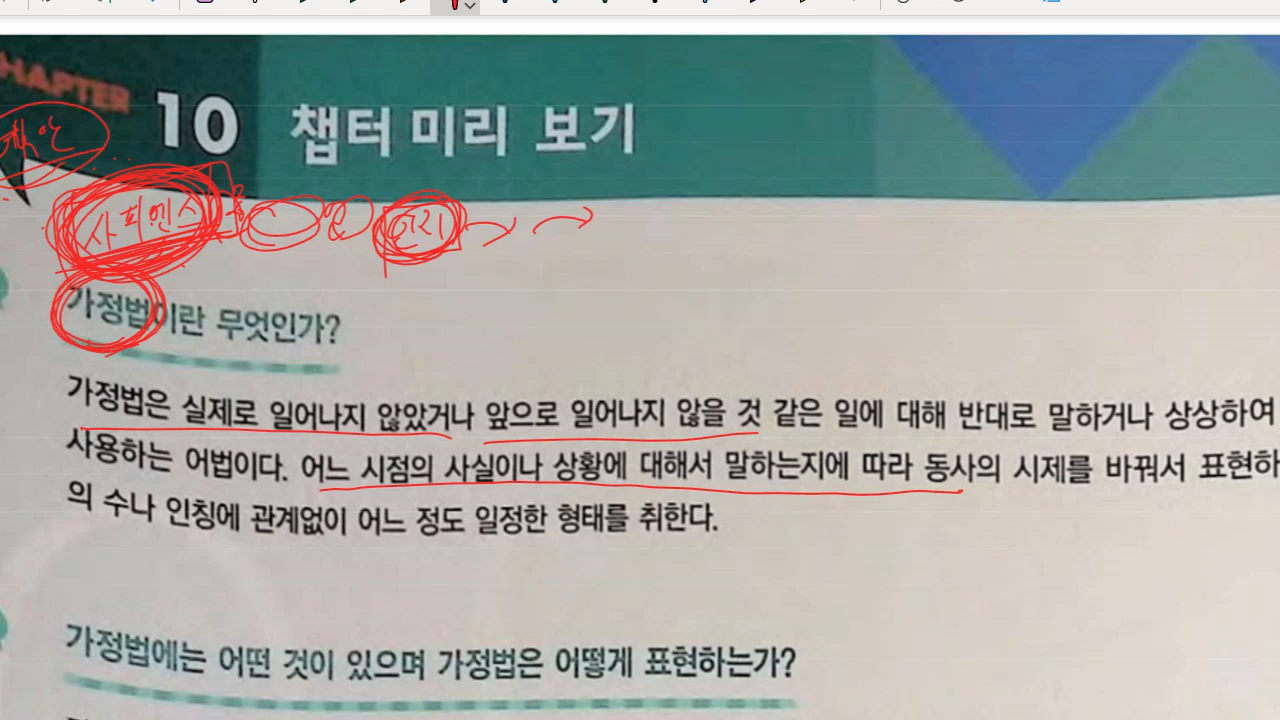 CHAPTER
10 챕터 미리 보기
사피엔스
가정법이란 무엇인가?
가정법은 실제로 일어나지 않았거나 앞으로 일어나지 않을 것 같은 일에 대해 반대로 말하거나 상상하여
사용하는 어법이다. 어느 시점의 사실이나 상황에 대해서 말하는지에 따라 동사의 시제를 바꿔서 표현하
의 수나 인칭에 관계없이 어느 정도 일정한 형태를 취한다.
가정법에는 어떤 것이 있으며 가정법은 어떻게 표현하는가?